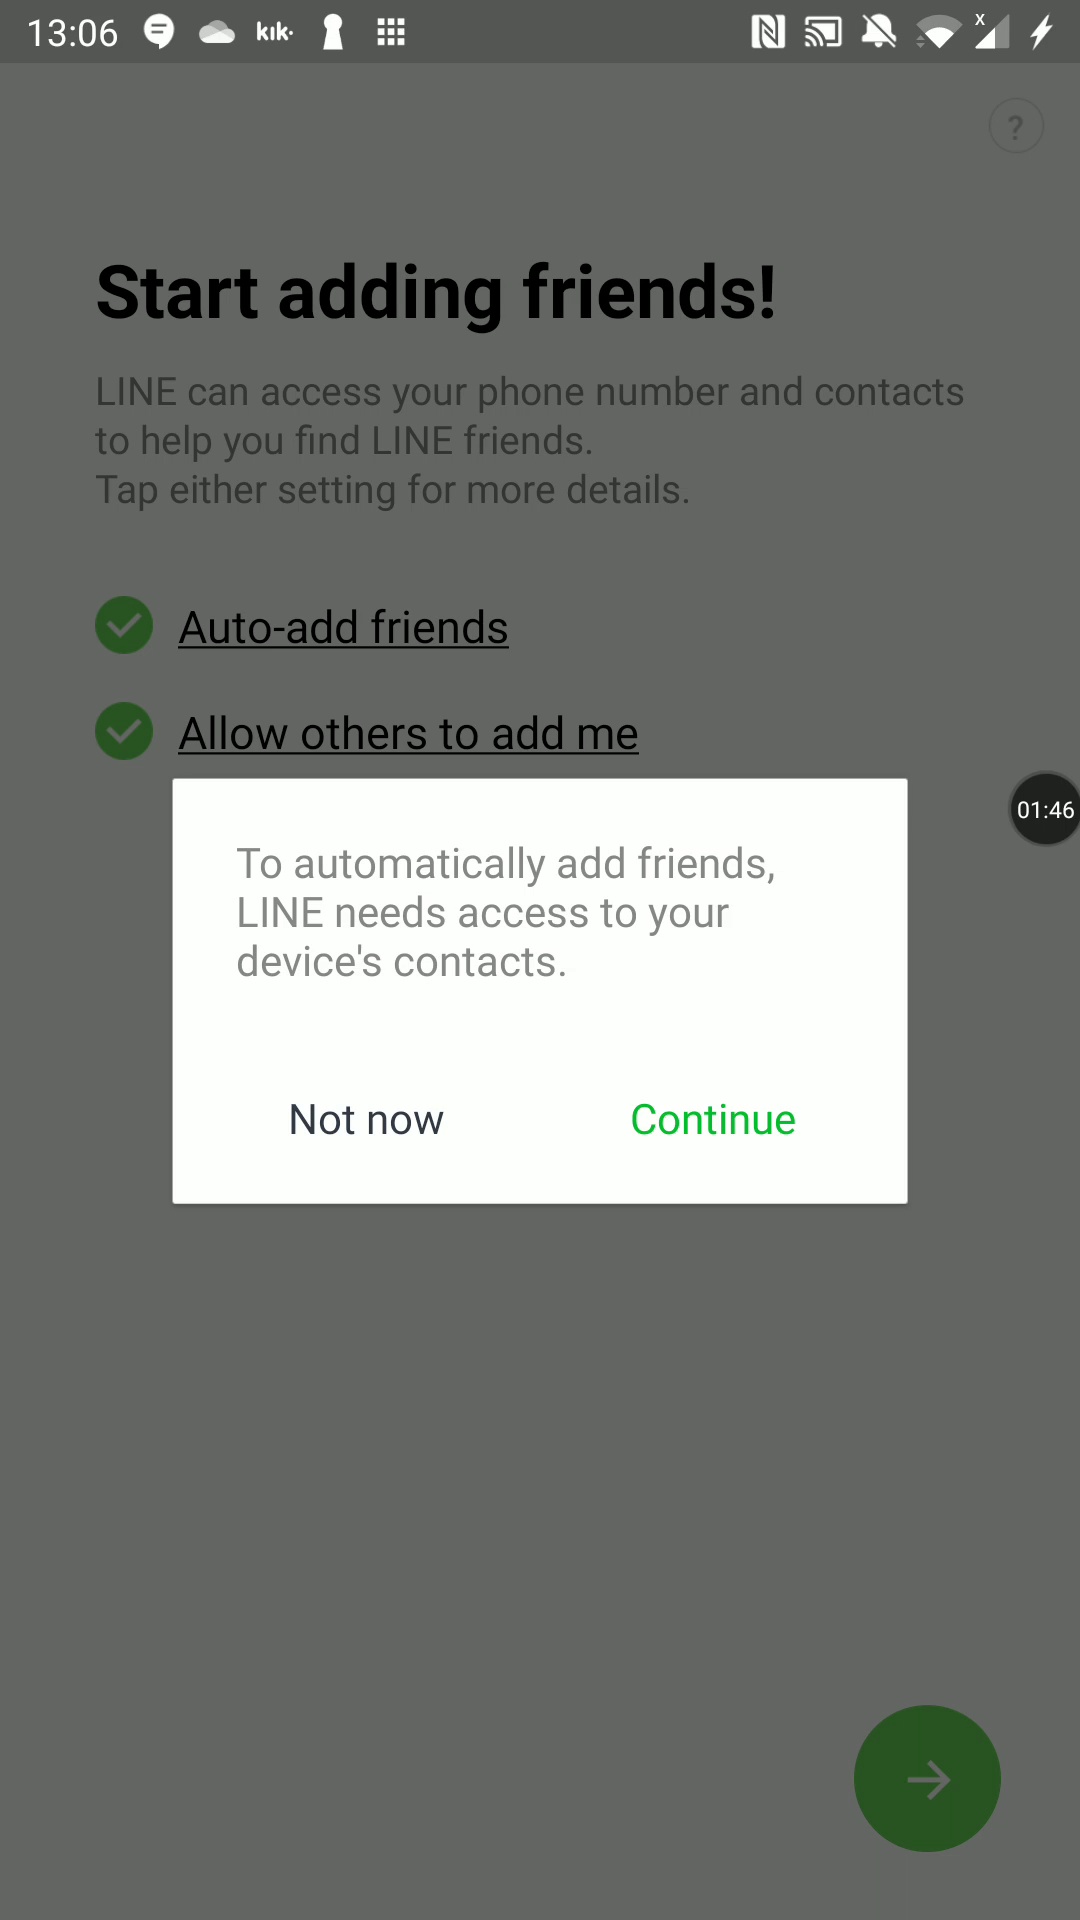 13:06 kik.
?
Start adding friends!
LINE can access your phone number and contacts
to help you find LINE friends.
Tap either setting for more details.
Auto-add friends
Allow others to add me
01:46
To automatically add friends,
LINE needs access to your
device's contacts.
Not now Continue